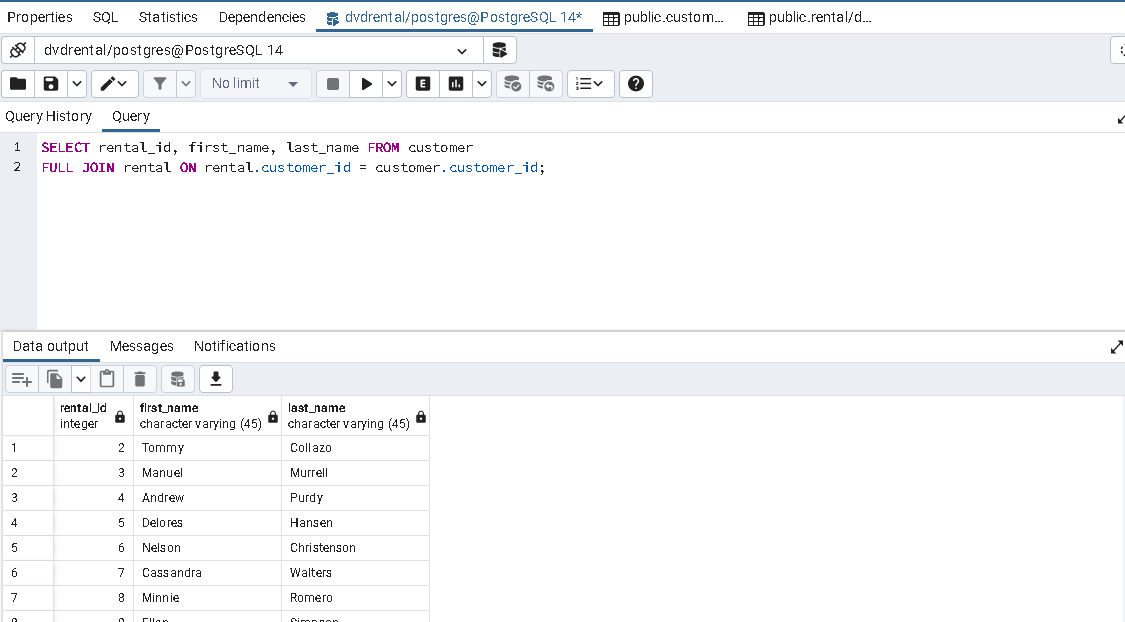 Properties SQL Statistics Dependencies dvdrental/postgres@PostgreSQL 14* public.custom... public.rental/d...
dvdrental/postgres@PostgreSQL 14
No limit E ?
Query History Query
1 SELECT rental_id, first_name, last_name FROM customer
2 FULL JOIN rental ON rental.customer_id = customer.customer_id;
Data output Messages Notifications
rental_id first_name last_name
integer character varying (45) character varying (45)
1 2 Tommy Collazo
2 3 Manuel Murrell
3 4 Andrew Purdy
4 5 Delores Hansen
5 6 Nelson Christenson
6 7 Cassandra Walters
7 8 Minnie Romero